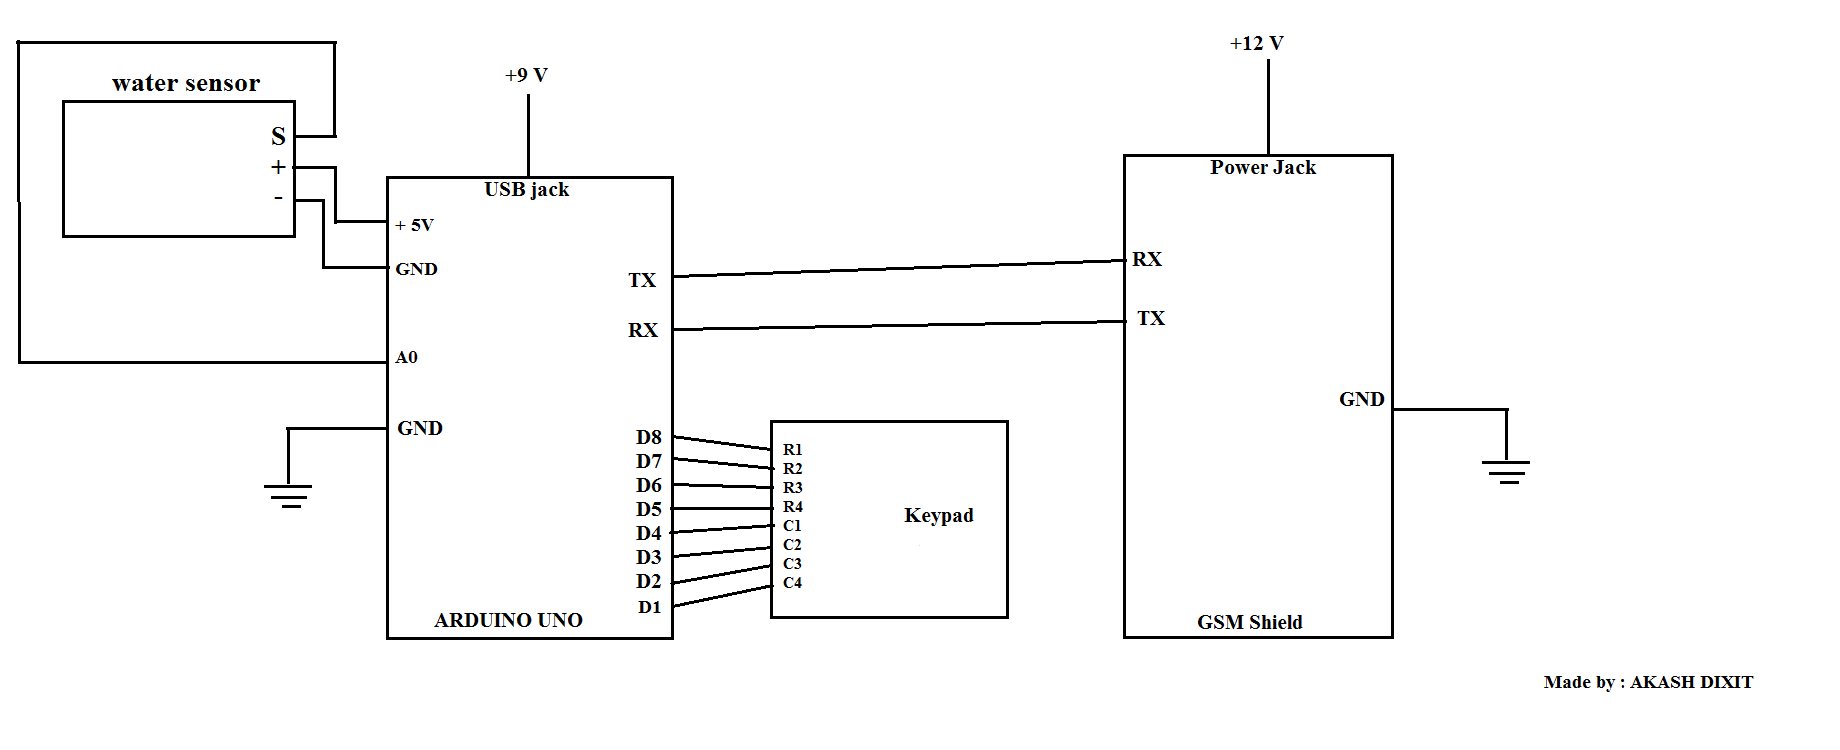 +12 V
+9 V
water sensor
S
+
-
USB jack
Power Jack
+ 5V
GND
A0
GND
TX
RX
RX
TX
GND
D8
D7
D6
D5
D4
D3
D2
D1
R1
R2
R3
R4
C1
C2
C3
C4
Keypad
ARDUINO UNO
GSM Shield
Made by : AKASH DIXIT